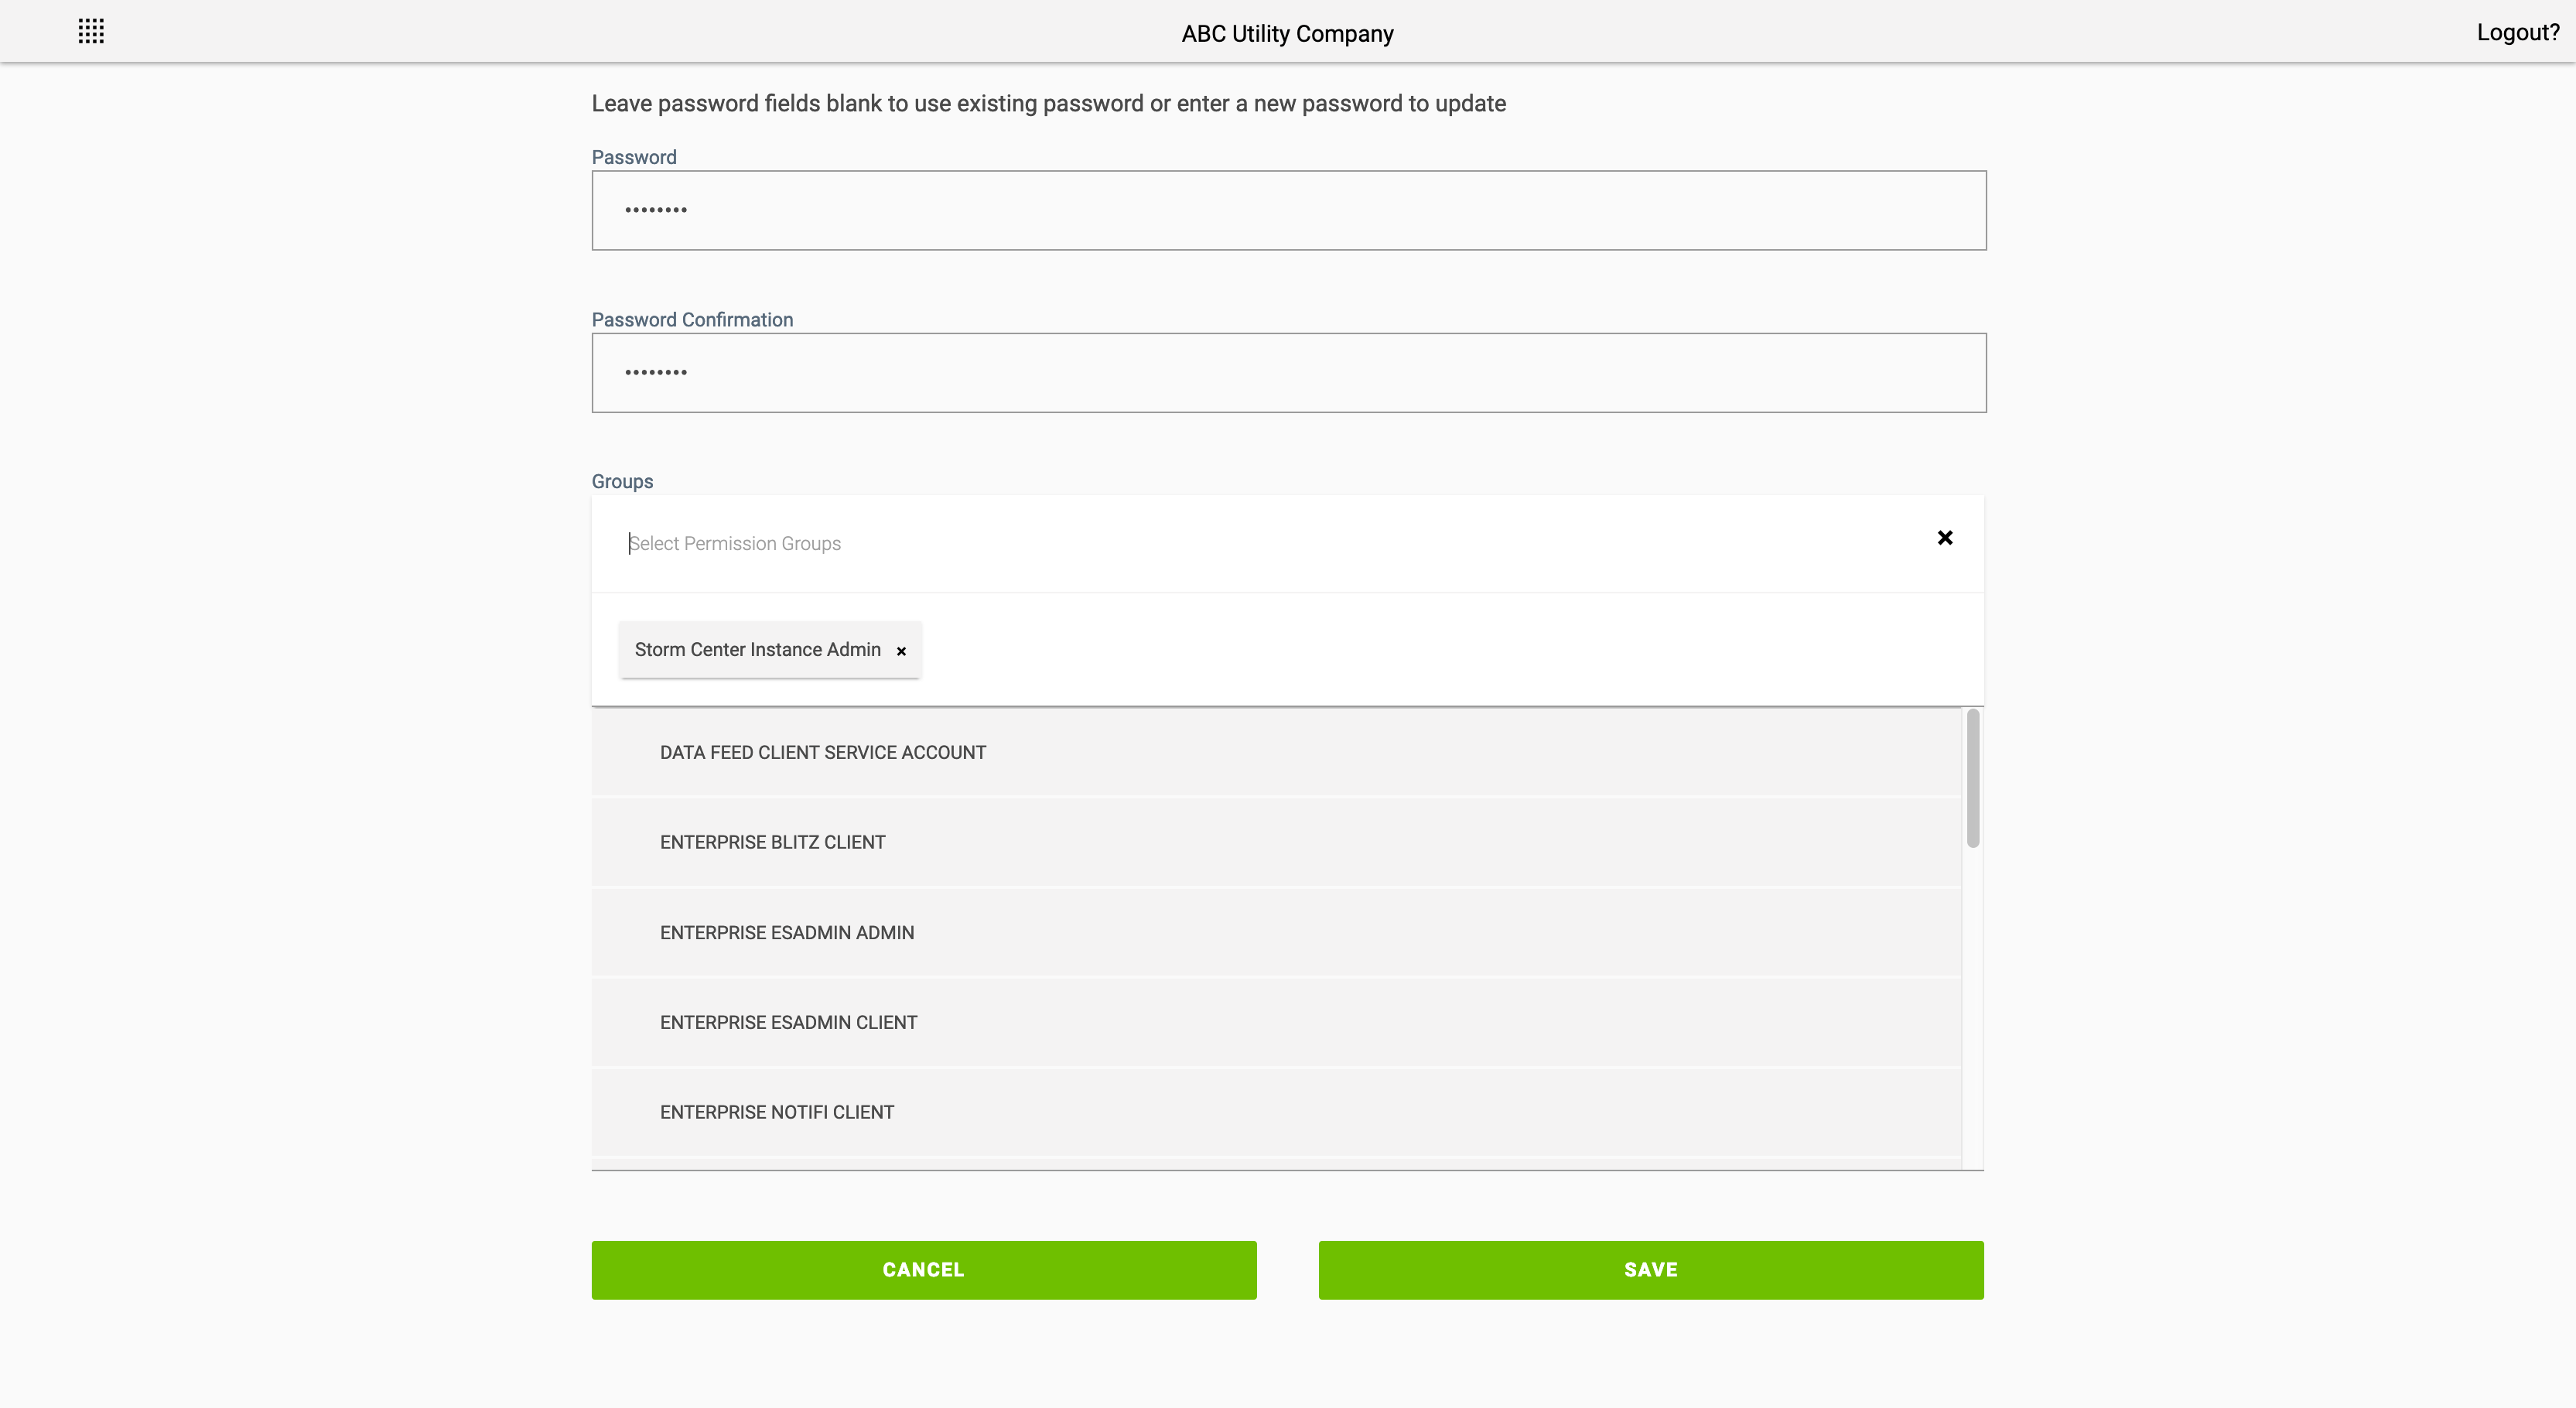 ABC Utility Company
Logout?
Leave password fields blank to use existing password or enter a new password to update
Password
••••••••
Password Confirmation
••••••••
Groups
Select Permission Groups
Storm Center Instance Admin
DATA FEED CLIENT SERVICE ACCOUNT
ENTERPRISE BLITZ CLIENT
ENTERPRISE ESADMIN ADMIN
ENTERPRISE ESADMIN CLIENT
ENTERPRISE NOTIFI CLIENT
CANCEL
SAVE